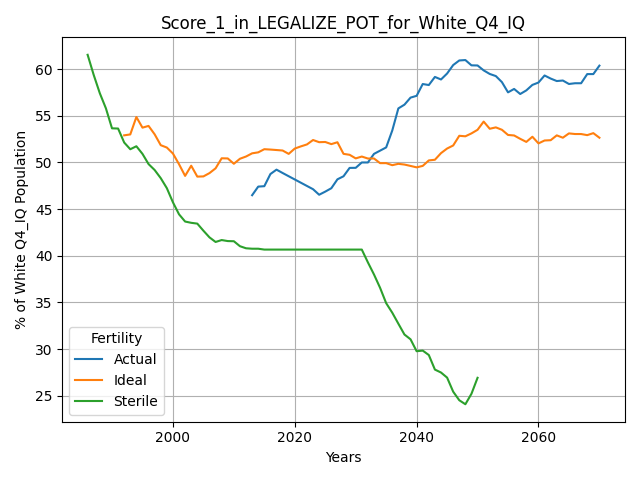 Score_1_in_LEGALIZE_POT_for_White_Q4_IQ
% of White Q4_IQ Population
60
55
50
45
40
35
30
25
Fertility
Actual
Ideal
Sterile
2000
2020
2040
2060
Years